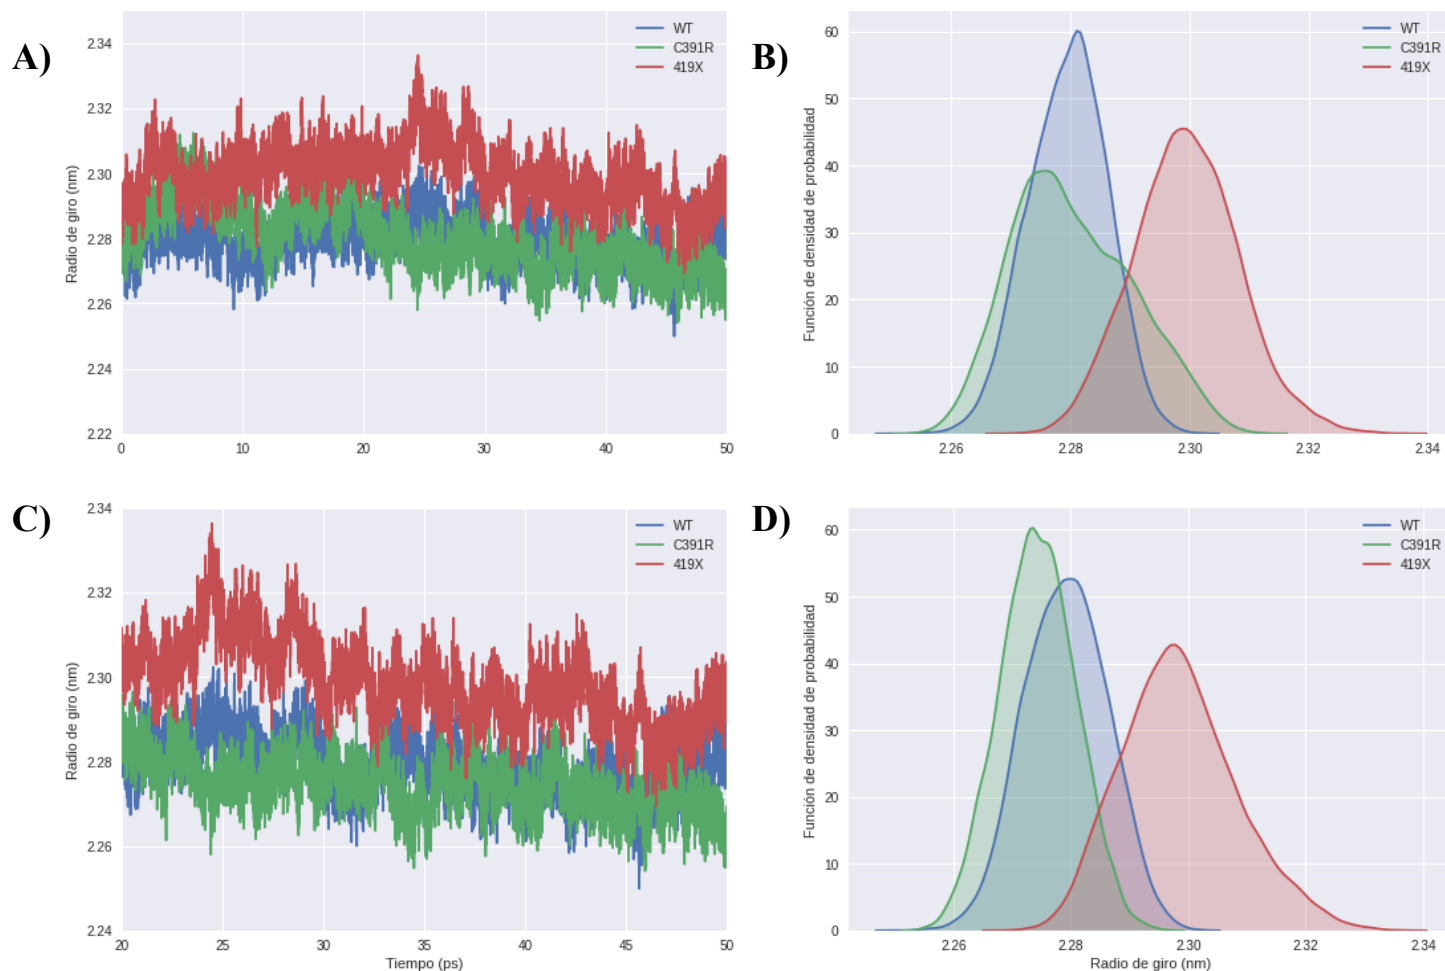 A)
2.34
2.32
2.30
2.28
2.26
2.24
2.22
Radio de giro (nm)
0
10
20
30
40
50
WT
C391R
419X
B)
60
50
40
30
20
10
0
Función de densidad de probabilidad
2.26
2.28
2.30
2.32
2.34
WT
C391R
419X
C)
2.34
2.32
2.30
2.28
2.26
2.24
Radio de giro (nm)
20
25
30
35
40
45
50
Tiempo (ps)
WT
C391R
419X
D)
60
50
40
30
20
10
0
Función de densidad de probabilidad
2.26
2.28
2.30
2.32
2.34
Radio de giro (nm)
WT
C391R
419X